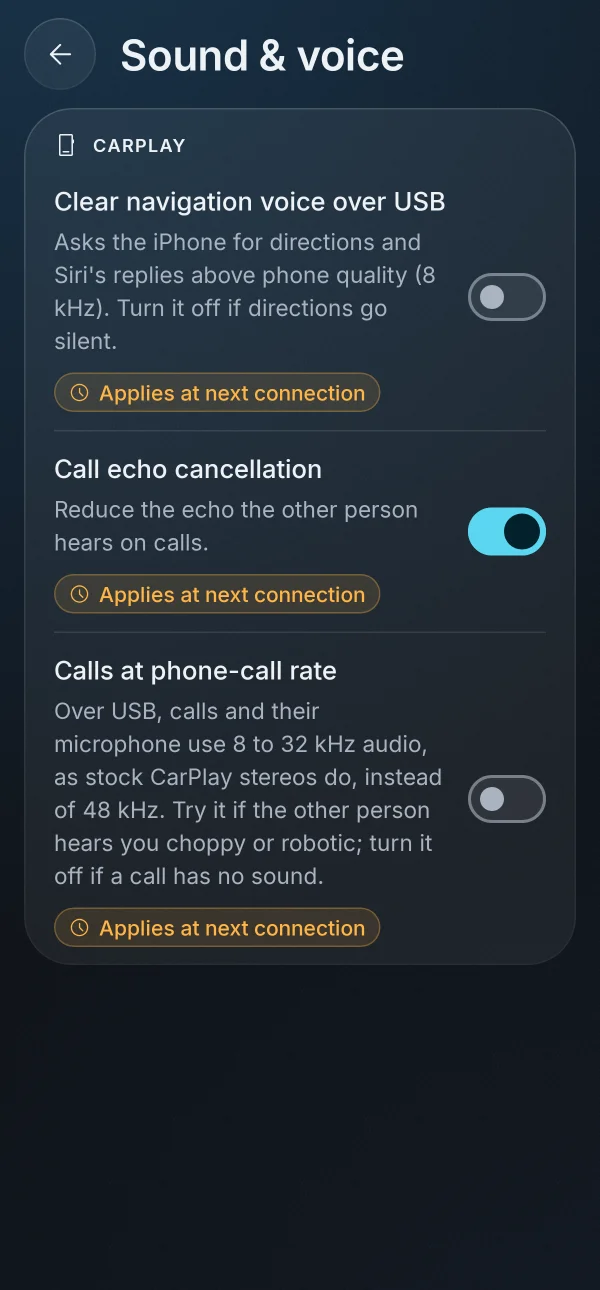 Sound & voice
CARPLAY
Clear navigation voice over USB
Asks the iPhone for directions and
Siri's replies above phone quality (8
kHz). Turn it off if directions go
silent.
Applies at next connection
Call echo cancellation
Reduce the echo the other person
hears on calls.
Applies at next connection
Calls at phone-call rate
Over USB, calls and their
microphone use 8 to 32 kHz audio,
as stock CarPlay stereos do, instead
of 48 kHz. Try it if the other person
hears you choppy or robotic; turn it
off if a call has no sound.
Applies at next connection